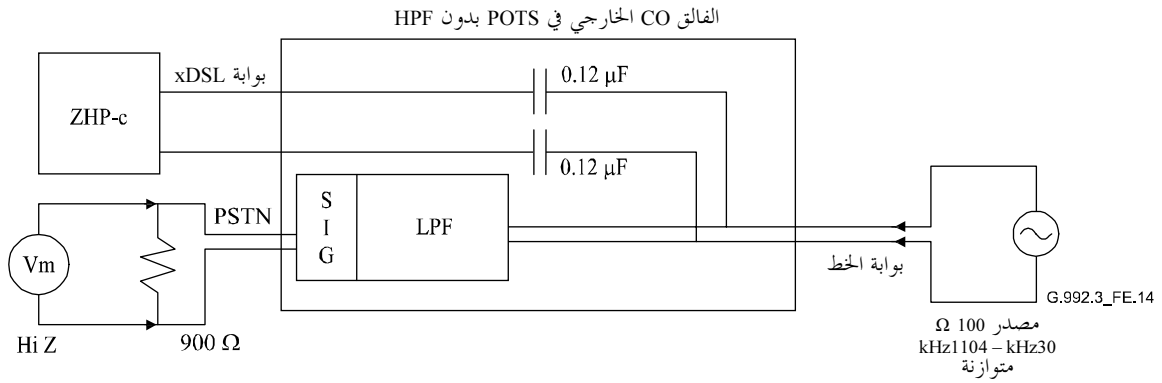 الفالق CO الخارجي في POTS بدون HPF
بوابة xDSL
0.12 µF
ZHP-c
0.12 µF
PSTN
S
I
G
LPF
Vm
بوابة الخط
G.992.3_FE.14
Hi Z
900 Ω
مصدر 100 Ω
kHz1104 – kHz30
متوازنة